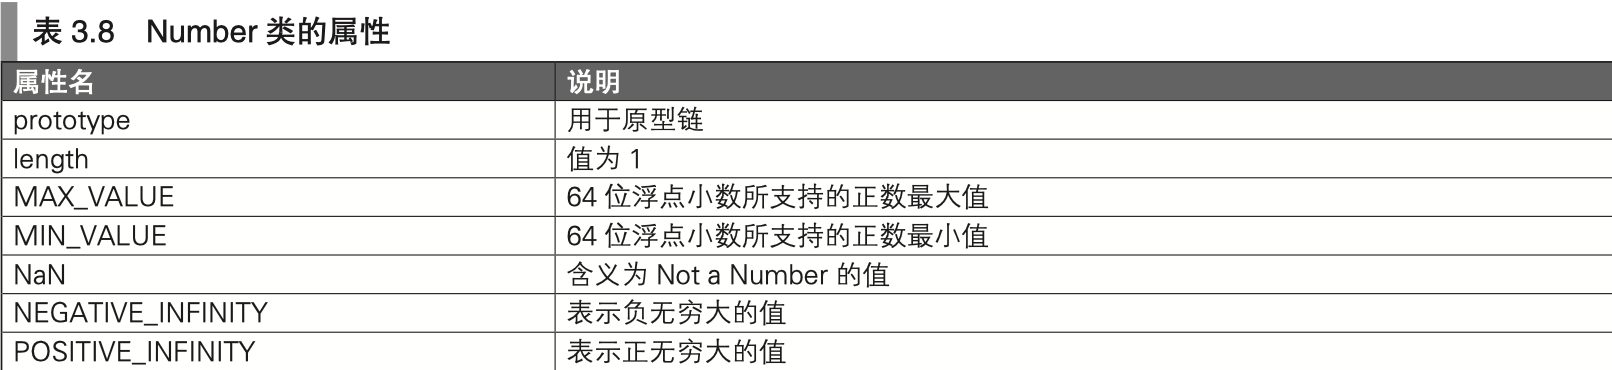 表 3.8 Number 类的属性
属性名 说明
prototype 用于原型链
length 值为 1
MAX_VALUE 64 位浮点小数所支持的正数最大值
MIN_VALUE 64 位浮点小数所支持的正数最小值
NaN 含义为 Not a Number 的值
NEGATIVE_INFINITY 表示负无穷大的值
POSITIVE_INFINITY 表示正无穷大的值